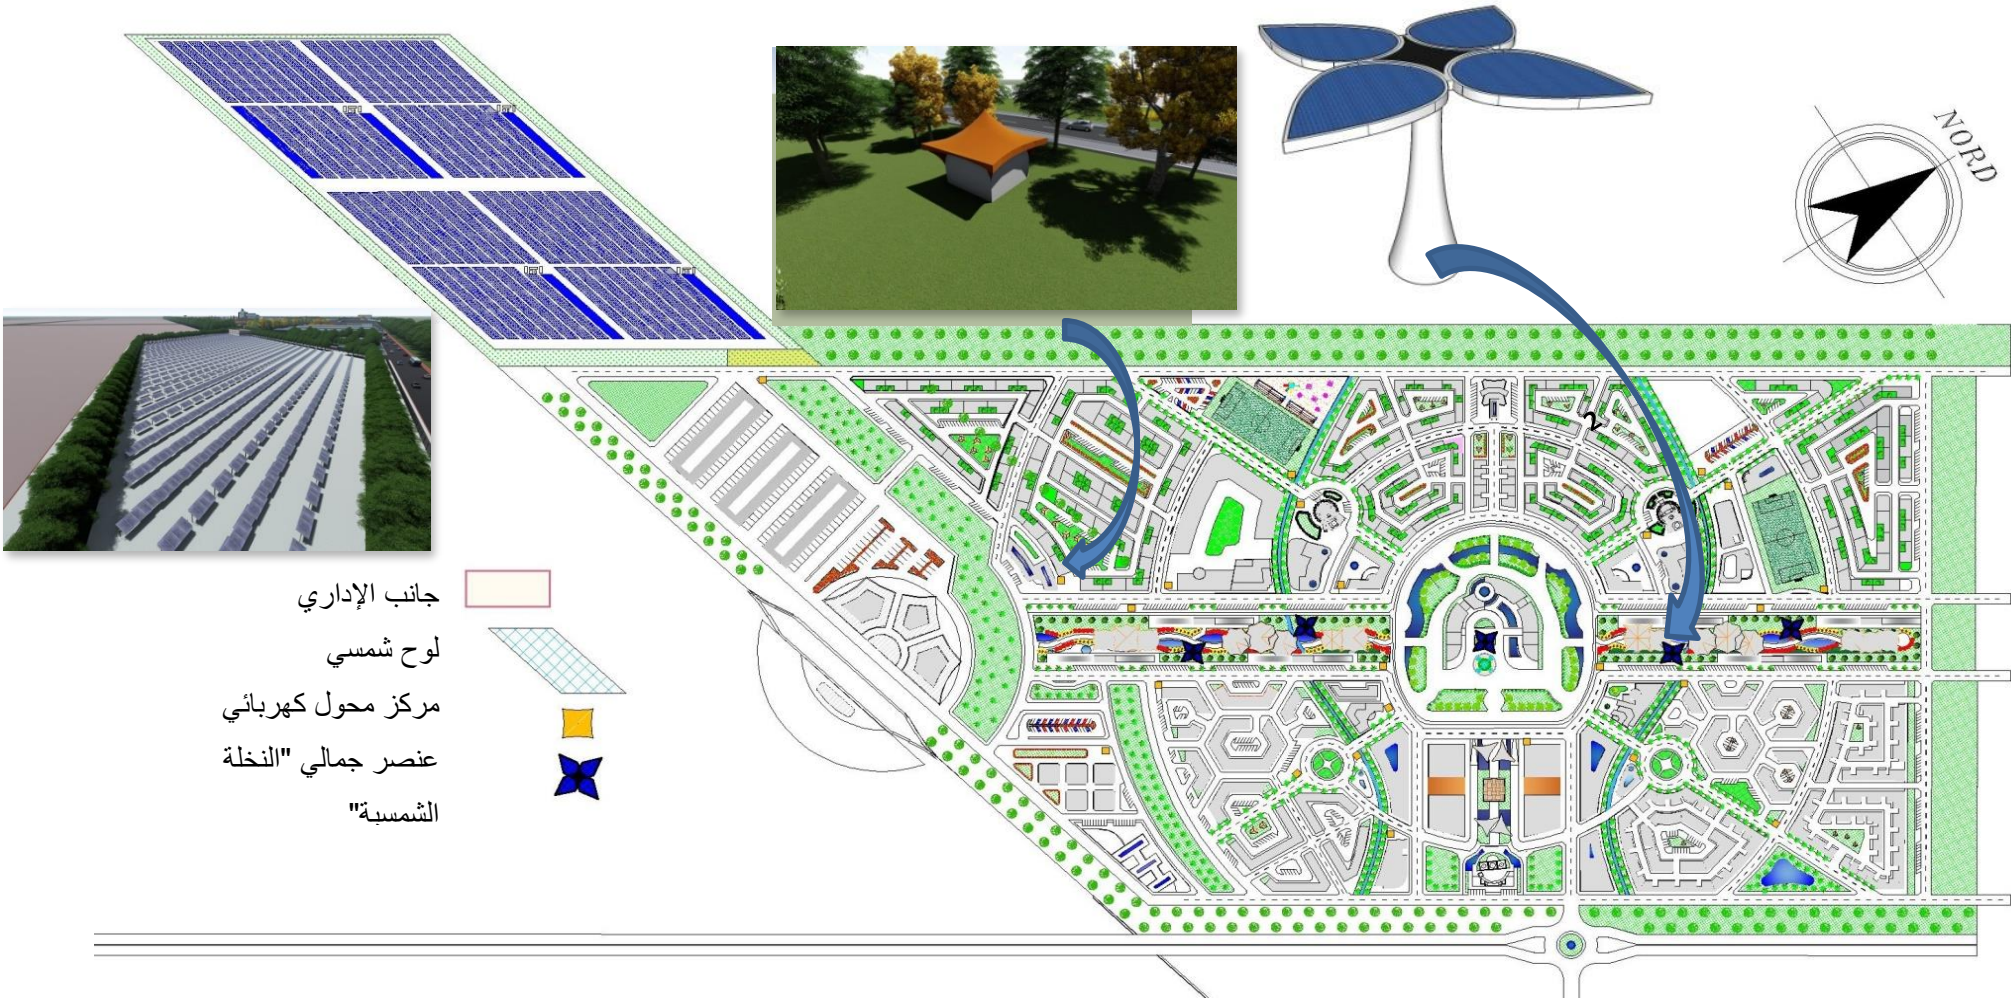 NORD
2
جانب الإداري
لوح شمسي
مركز محول كهربائي
عنصر جمالي "النخلة
الشمسية"